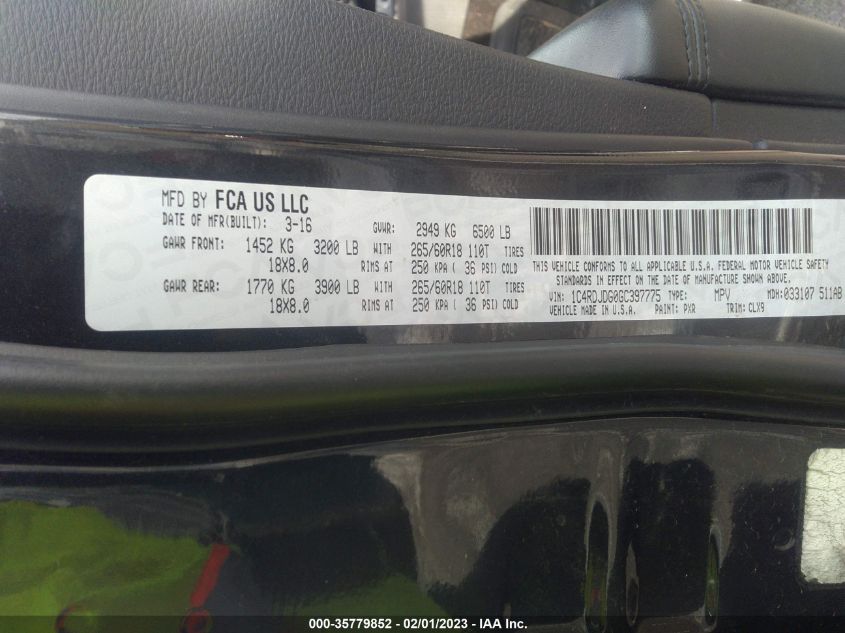 MFD BY FCA US LLC
DATE OF MFR(BUILT): 3-16 GVWR: 2949 KG 6500 LB
GAWR FRONT: 1452 KG 3200 LB WITH 265/60R18 110T TIRES
18X8.0 RIMS AT 250 KPA ( 36 PSI) COLD
GAWR REAR: 1770 KG 3900 LB WITH 265/60R18 110T TIRES
18X8.0 RIMS AT 250 KPA ( 36 PSI) COLD
THIS VEHICLE CONFORMS TO ALL APPLICABLE U.S.A. FEDERAL MOTOR VEHICLE SAFETY
STANDARDS IN EFFECT ON THE DATE OF MANUFACTURE SHOWN ABOVE.
VIN: 1C4RDJDG0GC397775 TYPE: MPV MDH: 033107 511AB
VEHICLE MADE IN U.S.A. PAINT: PXR TRIM: CLX9
000-35779852 - 02/01/2023 - IAA Inc.